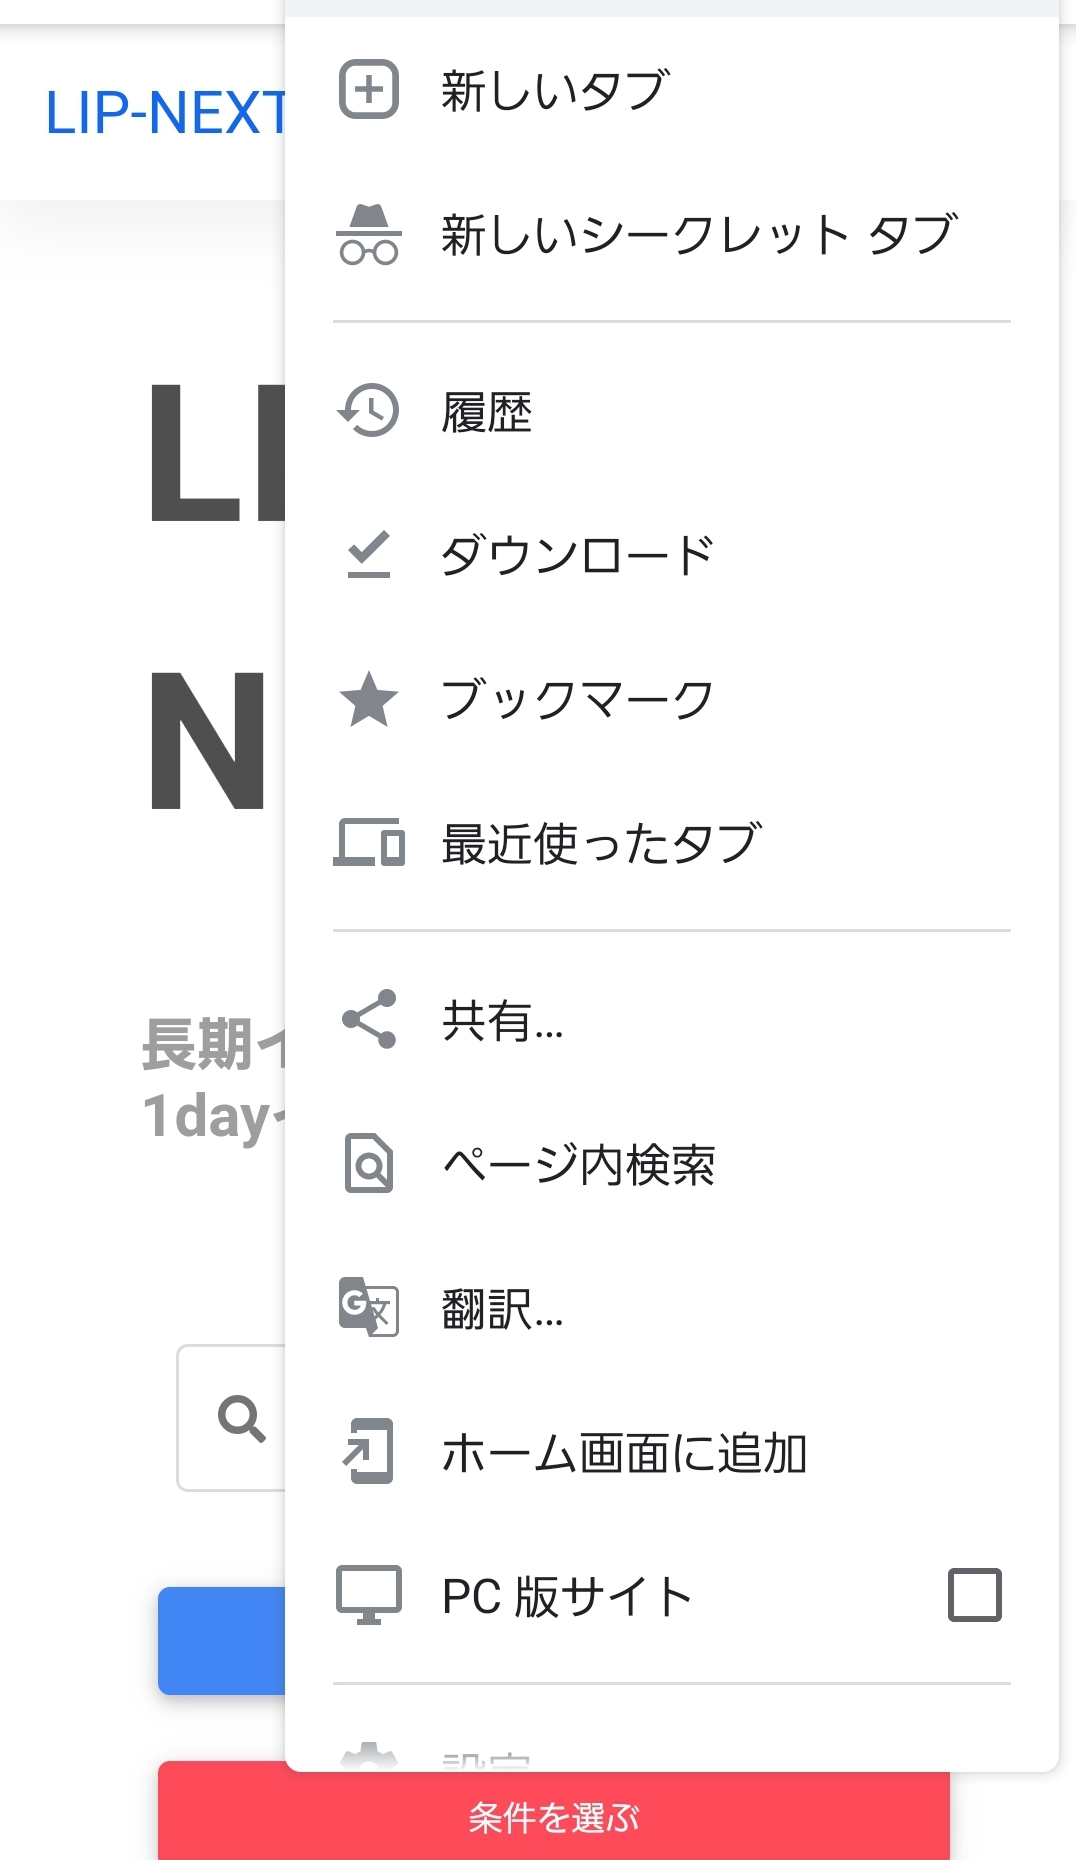 LIP-NEXT
新しいタブ
新しいシークレット タブ
履歴
LI
ダウンロード
N
ブックマーク
最近使ったタブ
長期イ
共有...
1day
ページ内検索
翻訳...
ホーム画面に追加
PC 版サイト
設定
条件を選ぶ